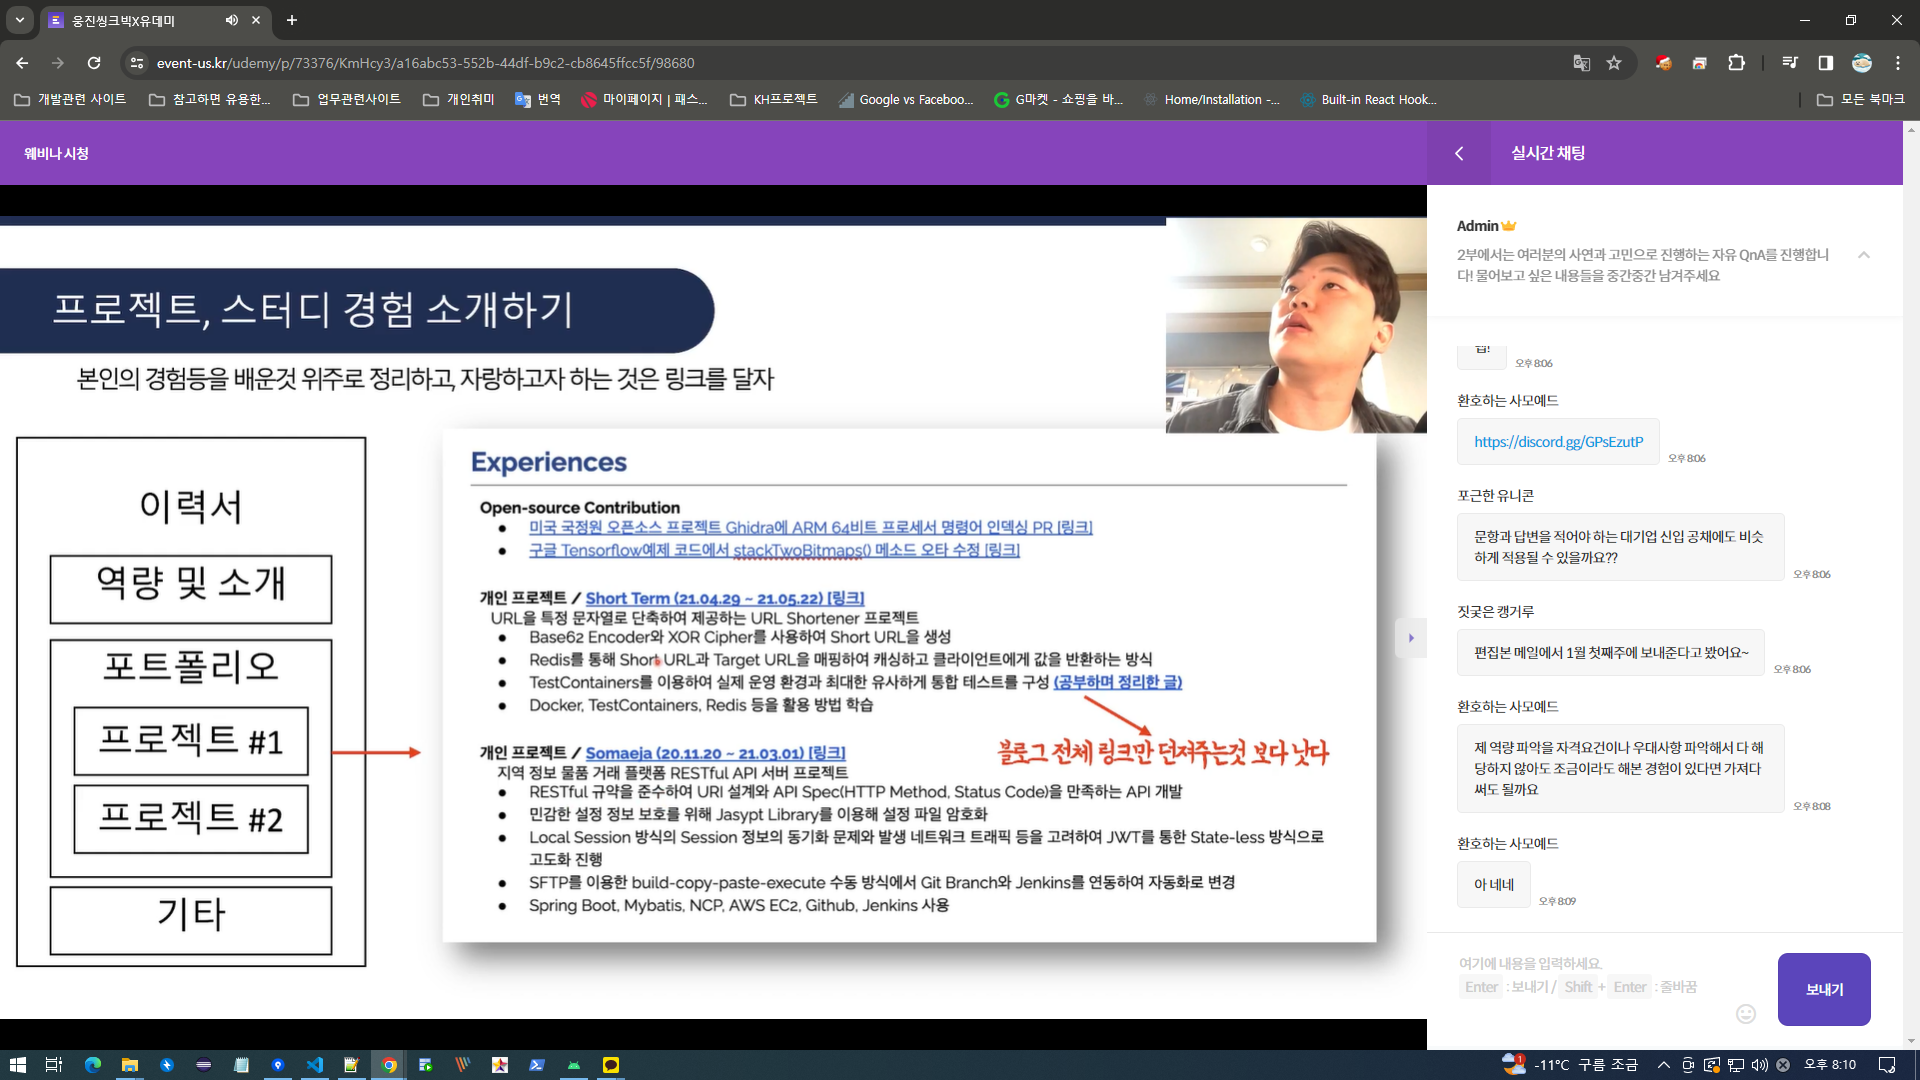 웅진씽크빅X유데미
event-us.kr/udemy/p/73376/KmHcy3/a16abc53-552b-44df-b9c2-cb8645ffcc5f/98680
개발관련 사이트
참고하면 유용한...
업무관련사이트
개인취미
번역
마이페이지 | 패스...
KH프로젝트
Google vs Faceboo...
G마켓 - 쇼핑을 바...
Home/Installation -...
Built-in React Hook...
모든 북마크
웨비나 시청
프로젝트, 스터디 경험 소개하기
본인의 경험등을 배운것 위주로 정리하고, 자랑하고자 하는 것은 링크를 달자
이력서
역량 및 소개
포트폴리오
프로젝트 #1
프로젝트 #2
기타
Experiences
Open-source Contribution
● 미국 국정원 오픈소스 프로젝트 Ghidra에 ARM 64비트 프로세서 명령어 인덱싱 PR [링크]
● 구글 Tensorflow예제 코드에서 stackTwoBitmaps() 메소드 오타 수정 [링크]
개인 프로젝트 / Short Term (21.04.29 ~ 21.05.22) [링크]
URL을 특정 문자열로 단축하여 제공하는 URL Shortener 프로젝트
● Base62 Encoder와 XOR Cipher를 사용하여 Short URL을 생성
● Redis를 통해 Short URL과 Target URL을 매핑하여 캐싱하고 클라이언트에게 값을 반환하는 방식
● TestContainers를 이용하여 실제 운영 환경과 최대한 유사하게 통합 테스트를 구성 (공부하며 정리한 글)
● Docker, TestContainers, Redis 등을 활용 방법 학습
블로그 전체 링크만 던져주는것 보다 낫다
개인 프로젝트 / Somaeja (20.11.20 ~ 21.03.01) [링크]
지역 정보 물품 거래 플랫폼 RESTful API 서버 프로젝트
● RESTful 규약을 준수하여 URI 설계와 API Spec(HTTP Method, Status Code)을 만족하는 API 개발
● 민감한 설정 정보 보호를 위해 Jasypt Library를 이용해 설정 파일 암호화
● Local Session 방식의 Session 정보의 동기화 문제와 발생 네트워크 트래픽 등을 고려하여 JWT를 통한 State-less 방식으로
고도화 진행
● SFTP를 이용한 build-copy-paste-execute 수동 방식에서 Git Branch와 Jenkins를 연동하여 자동화로 변경
● Spring Boot, Mybatis, NCP, AWS EC2, Github, Jenkins 사용
실시간 채팅
Admin
2부에서는 여러분의 사연과 고민으로 진행하는 자유 QnA를 진행합니
다! 물어보고 싶은 내용들을 중간중간 남겨주세요
오후 8:06
환호하는 사모예드
https://discord.gg/GPsEzutP
오후 8:06
포근한 유니콘
문항과 답변을 적어야 하는 대기업 신입 공채에도 비슷
하게 적용될 수 있을까요??
오후 8:06
짓궂은 캥거루
편집본 메일에서 1월 첫째주에 보내준다고 봤어요~
오후 8:06
환호하는 사모예드
제 역량 파악을 자격요건이나 우대사항 파악해서 다 해
당하지 않아도 조금이라도 해본 경험이 있다면 가져다
써도 될까요
오후 8:08
환호하는 사모예드
아 네네
오후 8:09
여기에 내용을 입력하세요.
Enter : 보내기 / Shift + Enter : 줄바꿈
보내기
-11°C 구름 조금
오후 8:10